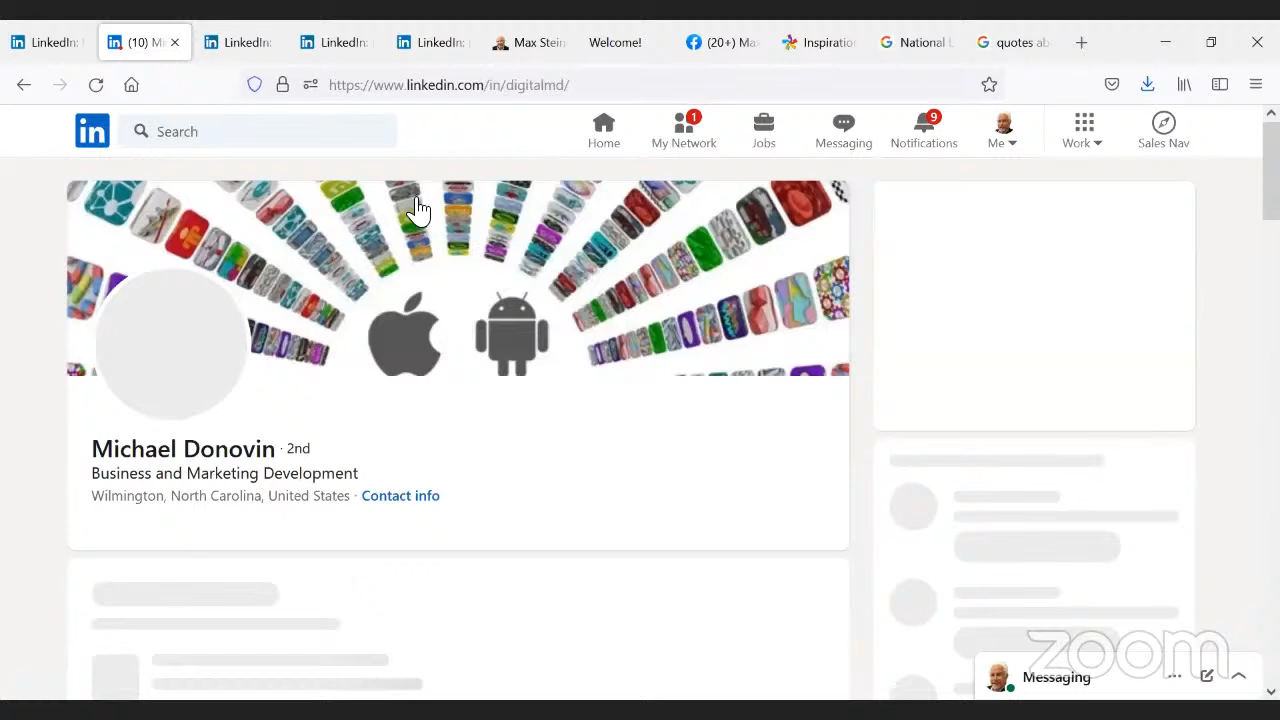 LinkedIn:
(10) Mi
LinkedIn:
LinkedIn:
LinkedIn:
Max Stein
Welcome!
(20+) Ma
Inspiratio
National L
quotes ab
https://www.linkedin.com/in/digitalmd/
in
Search
Home
1
My Network
Jobs
Messaging
9
Notifications
Me
Work
Sales Nav
Michael Donovin · 2nd
Business and Marketing Development
Wilmington, North Carolina, United States · Contact info
zoom
Messaging